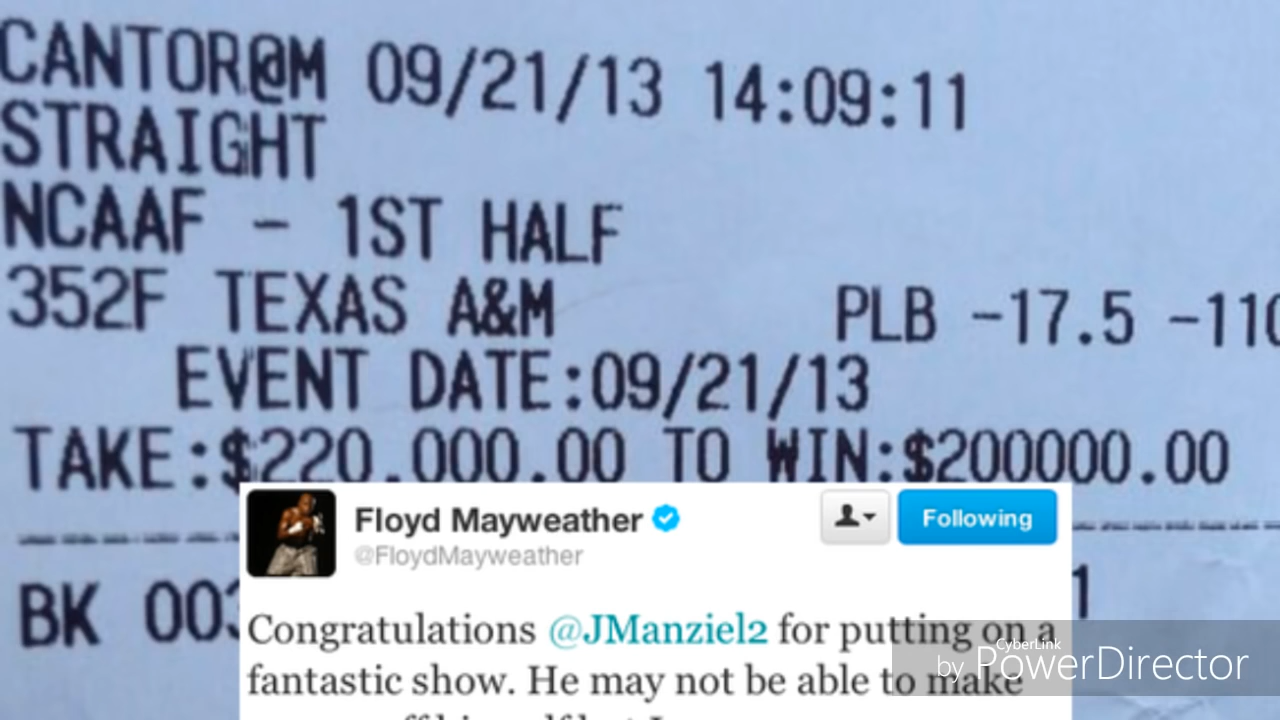 CANTOR@M 09/21/13 14:09:11
STRAIGHT
NCAAF - 1ST HALF
352F TEXAS A&M PLB -17.5 -110
EVENT DATE:09/21/13
TAKE:$220,000.00 TO WIN:$200000.00
Floyd Mayweather
@FloydMayweather
Following
BK 003
1
Congratulations @JManziel2 for putting on a
fantastic show. He may not be able to make
CyberLink
by PowerDirector